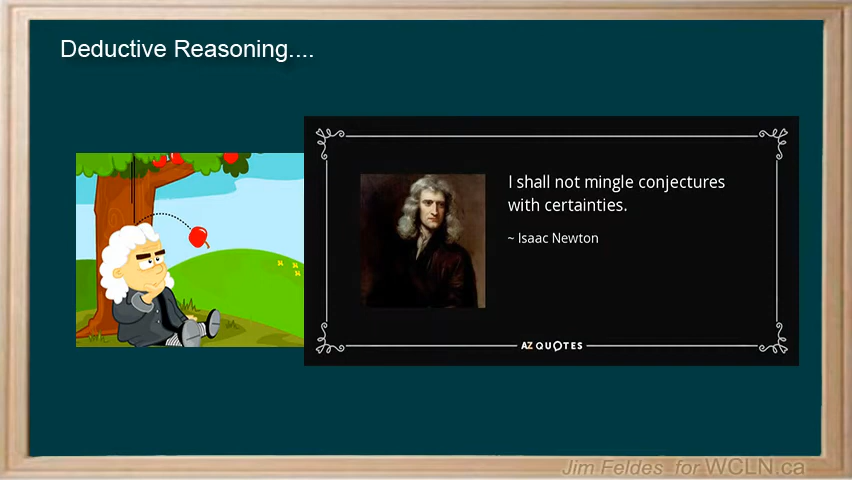 Deductive Reasoning....
I shall not mingle conjectures
with certainties.
~ Isaac Newton
AZ QUOTES
Jim Feldes for WCLN.ca